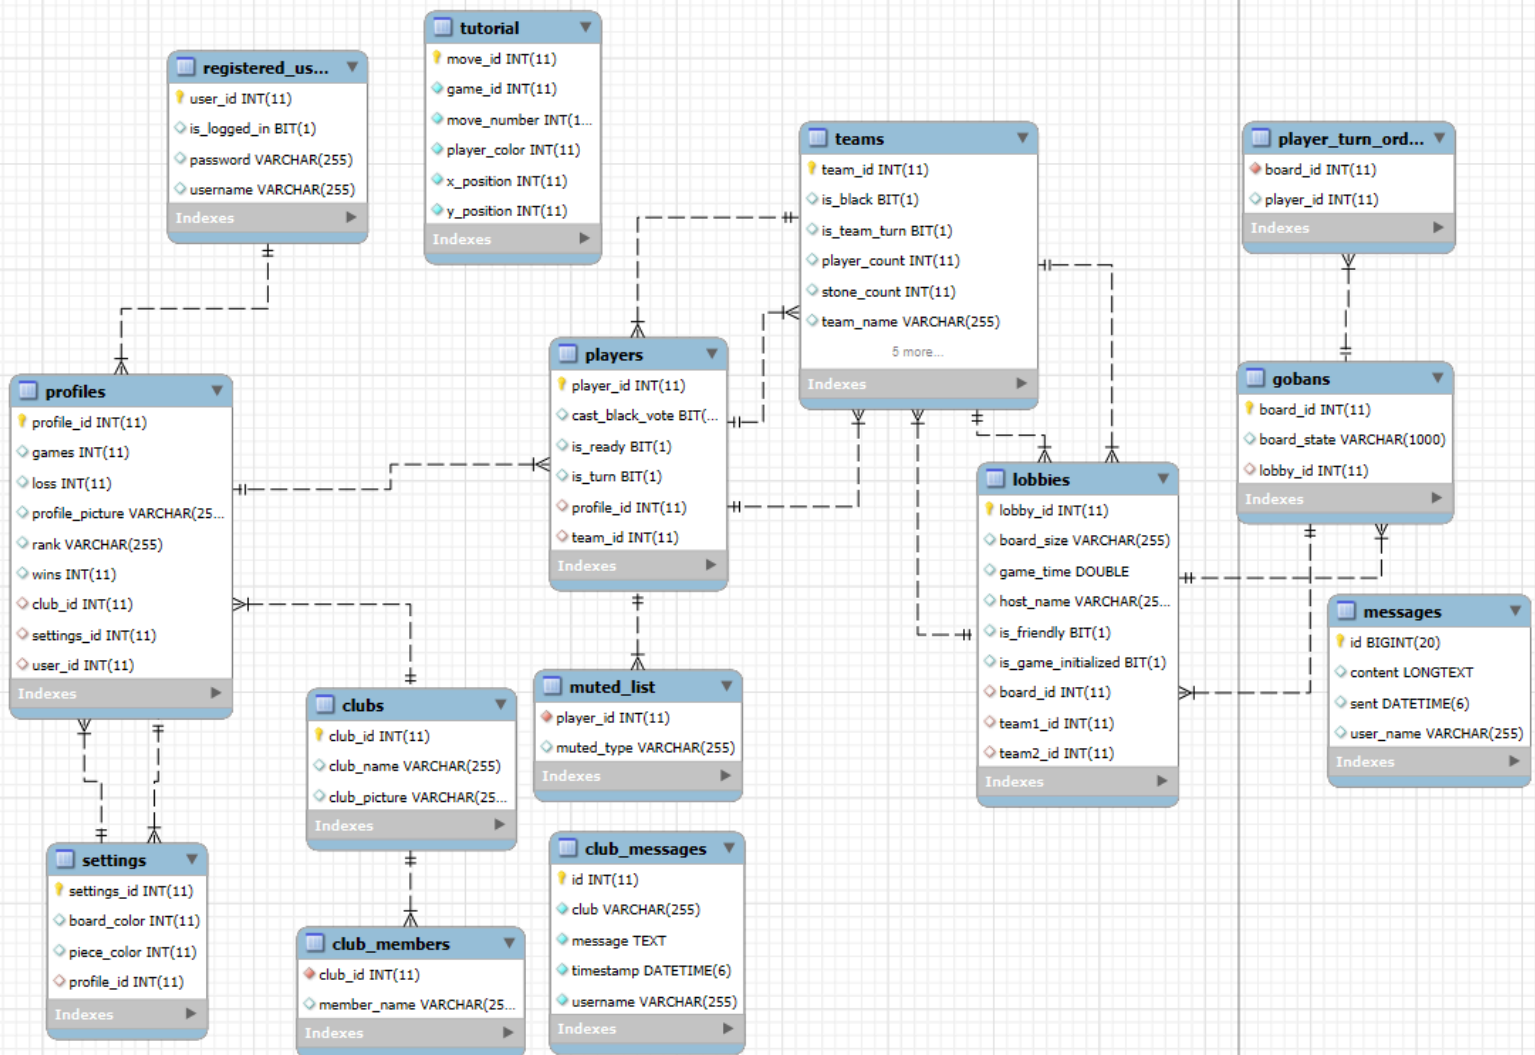 registered_us...
user_id INT(11)
is_logged_in BIT(1)
password VARCHAR(255)
username VARCHAR(255)
Indexes
tutorial
move_id INT(11)
game_id INT(11)
move_number INT(1...
player_color INT(11)
x_position INT(11)
y_position INT(11)
Indexes
teams
team_id INT(11)
is_black BIT(1)
is_team_turn BIT(1)
player_count INT(11)
stone_count INT(11)
team_name VARCHAR(255)
5 more...
Indexes
player_turn_ord...
board_id INT(11)
player_id INT(11)
Indexes
profiles
profile_id INT(11)
games INT(11)
loss INT(11)
profile_picture VARCHAR(25...
rank VARCHAR(255)
wins INT(11)
club_id INT(11)
settings_id INT(11)
user_id INT(11)
Indexes
players
player_id INT(11)
cast_black_vote BIT(...
is_ready BIT(1)
is_turn BIT(1)
profile_id INT(11)
team_id INT(11)
Indexes
gobans
board_id INT(11)
board_state VARCHAR(1000)
lobby_id INT(11)
Indexes
lobbies
lobby_id INT(11)
board_size VARCHAR(255)
game_time DOUBLE
host_name VARCHAR(25...
is_friendly BIT(1)
is_game_initialized BIT(1)
board_id INT(11)
team1_id INT(11)
team2_id INT(11)
Indexes
messages
id BIGINT(20)
content LONGTEXT
sent DATETIME(6)
user_name VARCHAR(255)
Indexes
clubs
club_id INT(11)
club_name VARCHAR(255)
club_picture VARCHAR(25...
Indexes
muted_list
player_id INT(11)
muted_type VARCHAR(255)
Indexes
settings
settings_id INT(11)
board_color INT(11)
piece_color INT(11)
profile_id INT(11)
Indexes
club_members
club_id INT(11)
member_name VARCHAR(25...
Indexes
club_messages
id INT(11)
club VARCHAR(255)
message TEXT
timestamp DATETIME(6)
username VARCHAR(255)
Indexes